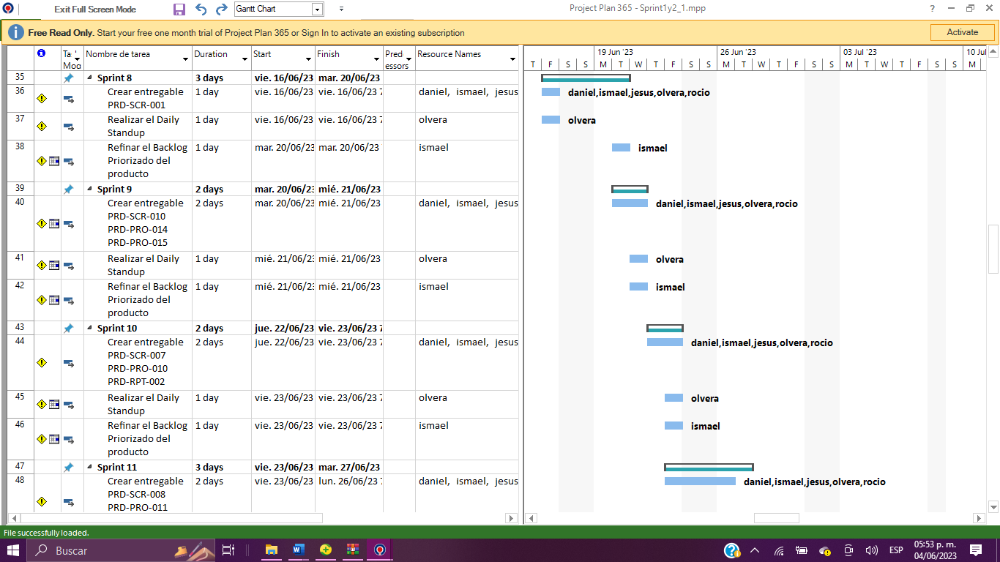 Exit Full Screen Mode
Gantt Chart
Project Plan 365 - Sprint1y2_1.mpp
Free Read Only. Start your free one month trial of Project Plan 365 or Sign In to activate an existing subscription
Activate
Nombre de tarea Duration Start Finish Pred essors Resource Names
19 Jun '23 26 Jun '23 03 Jul '23 10 Jul
T F S S M T W T F S S M T W T F S S M T W T F S S M
35 Sprint 8 3 days vie. 16/06/23 mar. 20/06/23
36 Crear entregable 1 day vie. 16/06/23 vie. 16/06/23 7 daniel, ismael, jesus
PRD-SCR-001
daniel,ismael,jesus,olvera,rocio
37 Realizar el Daily 1 day vie. 16/06/23 vie. 16/06/23 7 olvera
Standup
olvera
38 Refinar el Backlog 1 day mar. 20/06/23 mar. 20/06/23 ismael
Priorizado del
producto
ismael
39 Sprint 9 2 days mar. 20/06/23 mié. 21/06/23
40 Crear entregable 2 days mar. 20/06/23 mié. 21/06/23 daniel, ismael, jesus
PRD-SCR-010
PRD-PRO-014
PRD-PRO-015
daniel,ismael,jesus,olvera,rocio
41 Realizar el Daily 1 day mié. 21/06/23 mié. 21/06/23 olvera
Standup
olvera
42 Refinar el Backlog 1 day mié. 21/06/23 mié. 21/06/23 ismael
Priorizado del
producto
ismael
43 Sprint 10 2 days jue. 22/06/23 vie. 23/06/23 7
44 Crear entregable 2 days jue. 22/06/23 vie. 23/06/23 7 daniel, ismael, jesus
PRD-SCR-007
PRD-PRO-010
PRD-RPT-002
daniel,ismael,jesus,olvera,rocio
45 Realizar el Daily 1 day vie. 23/06/23 vie. 23/06/23 7 olvera
Standup
olvera
46 Refinar el Backlog 1 day vie. 23/06/23 vie. 23/06/23 7 ismael
Priorizado del
producto
ismael
47 Sprint 11 3 days vie. 23/06/23 mar. 27/06/23
48 Crear entregable 2 days vie. 23/06/23 lun. 26/06/23 daniel, ismael, jesus
PRD-SCR-008
PRD-PRO-011
daniel,ismael,jesus,olvera,rocio
File successfully loaded.
Buscar
ESP
05:53 p. m.
04/06/2023